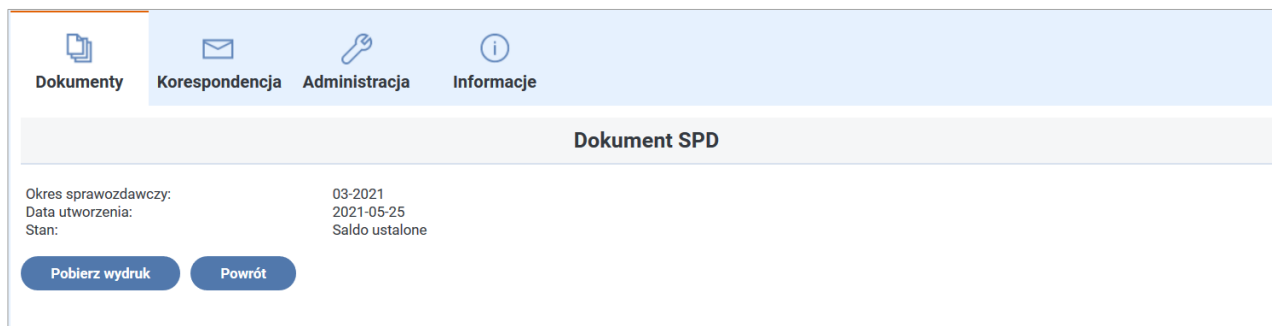 Dokumenty Korespondencja Administracja Informacje
Dokument SPD
Okres sprawozdawczy: 03-2021
Data utworzenia: 2021-05-25
Stan: Saldo ustalone
Pobierz wydruk Powrót